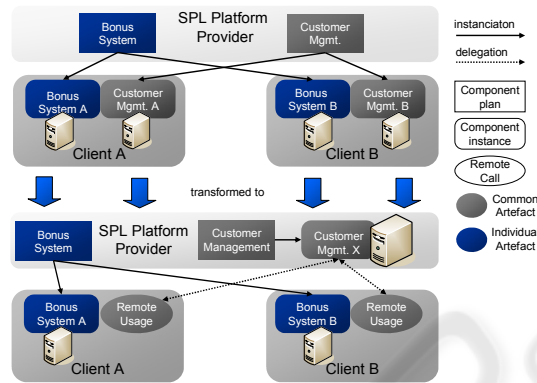 Bonus
System
SPL Platform
Provider
Customer
Mgmt.
instanciaton
delegation
Bonus
System A
Customer
Mgmt. A
Client A
Bonus
System B
Customer
Mgmt. B
Client B
Component
plan
Component
instance
Remote
Call
Common
Artefact
Individual
Artefact
transformed to
Bonus
System
SPL Platform
Provider
Customer
Management
Customer
Mgmt. X
Bonus
System A
Remote
Usage
Client A
Bonus
System B
Remote
Usage
Client B